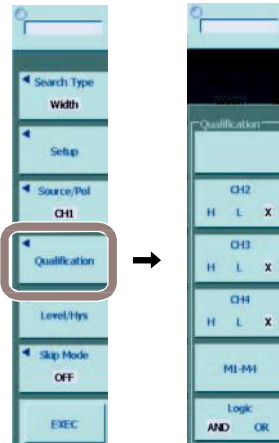 Search Type
Width
Setup
Source/Pol
CH1
Qualification
Level/Hys
Skip Mode
OFF
EXEC
Qualification
CH2
H L X
CH3
H L X
CH4
H L X
M1-M4
Logic
AND OR